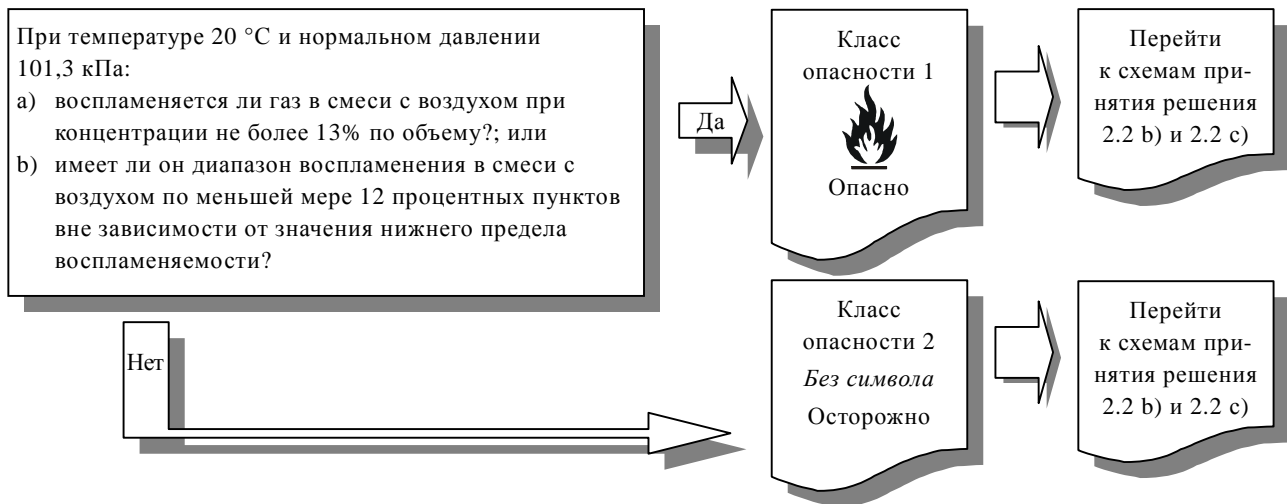 При температуре 20 °C и нормальном давлении
101,3 кПа:
a) воспламеняется ли газ в смеси с воздухом при
концентрации не более 13% по объему?; или
b) имеет ли он диапазон воспламенения в смеси с
воздухом по меньшей мере 12 процентных пунктов
вне зависимости от значения нижнего предела
воспламеняемости?
Да
Класс
опасности 1
Опасно
Перейти
к схемам при-
нятия решения
2.2 b) и 2.2 c)
Нет
Класс
опасности 2
Без символа
Осторожно
Перейти
к схемам при-
нятия решения
2.2 b) и 2.2 c)